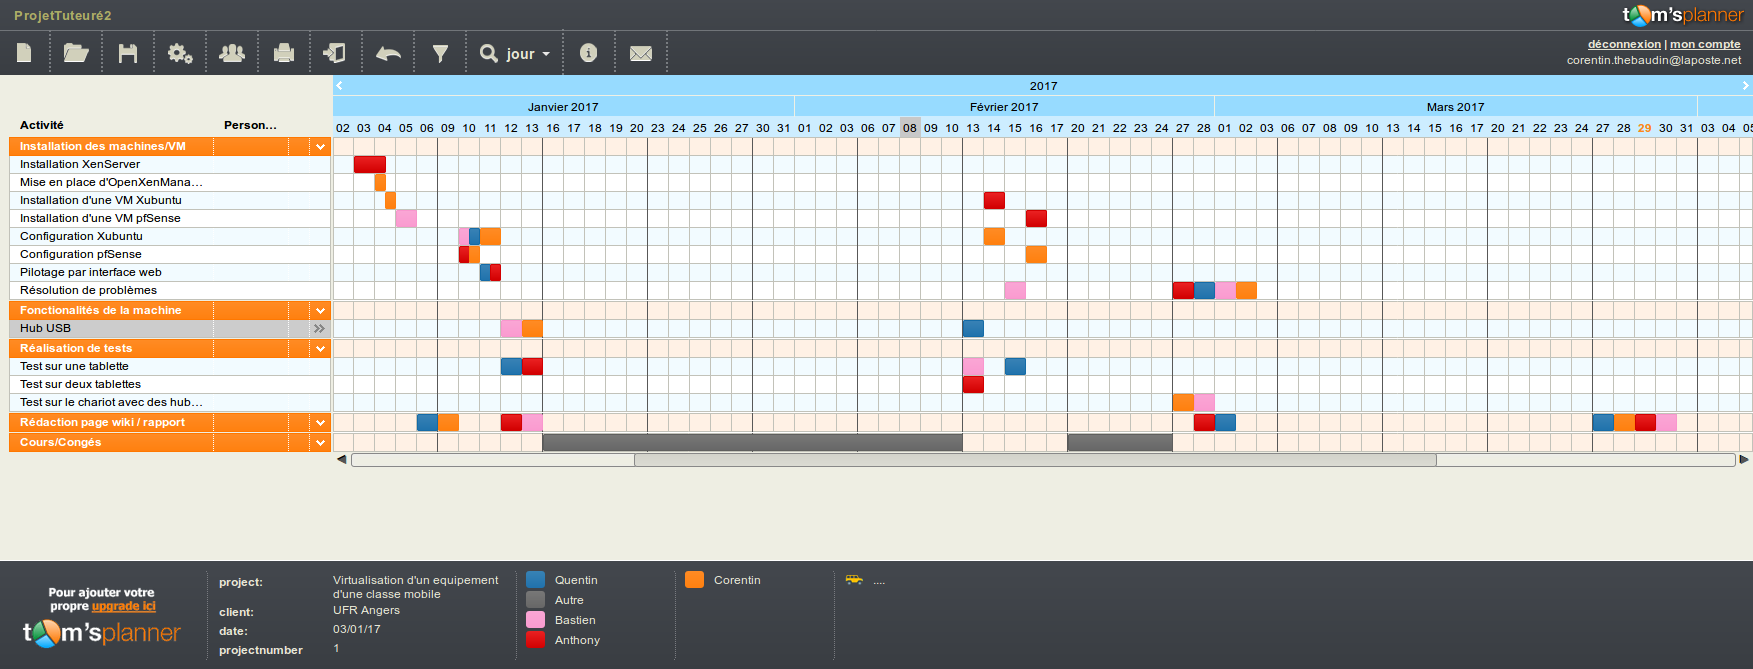 ProjetTuteuré2
tom'splanner
jour
déconnexion | mon compte
corentin.thebaudin@laposte.net
2017
Janvier 2017 Février 2017 Mars 2017
Activité Person...
02 03 04 05 06 09 10 11 12 13 16 17 18 19 20 23 24 25 26 27 30 31 01 02 03 06 07 08 09 10 13 14 15 16 17 20 21 22 23 24 27 28 01 02 03 06 07 08 09 10 13 14 15 16 17 20 21 22 23 24 27 28 29 30 31 03 04 05
Installation des machines/VM
Installation XenServer
Mise en place d'OpenXenMana...
Installation d'une VM Xubuntu
Installation d'une VM pfSense
Configuration Xubuntu
Configuration pfSense
Pilotage par interface web
Résolution de problèmes
Fonctionalités de la machine
Hub USB
Réalisation de tests
Test sur une tablette
Test sur deux tablettes
Test sur le chariot avec des hub...
Rédaction page wiki / rapport
Cours/Congés
Pour ajouter votre
propre upgrade ici
tom'splanner
project: Virtualisation d'un equipement
d'une classe mobile
client: UFR Angers
date: 03/01/17
projectnumber 1
Quentin
Autre
Bastien
Anthony
Corentin
....